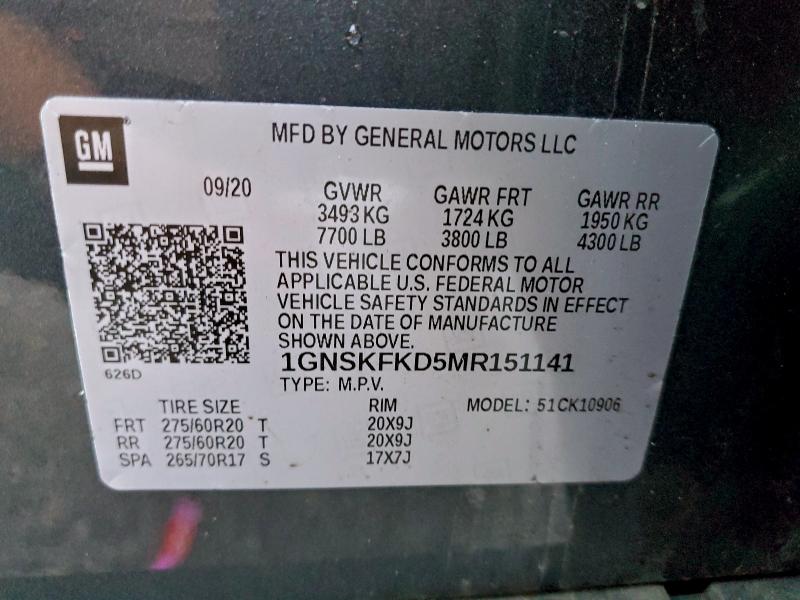 GM
MFD BY GENERAL MOTORS LLC
09/20
GVWR GAWR FRT GAWR RR
3493 KG 1724 KG 1950 KG
7700 LB 3800 LB 4300 LB
THIS VEHICLE CONFORMS TO ALL
APPLICABLE U.S. FEDERAL MOTOR
VEHICLE SAFETY STANDARDS IN EFFECT
ON THE DATE OF MANUFACTURE
SHOWN ABOVE.
626D
1GNSKFKD5MR151141
TYPE: M.P.V.
TIRE SIZE RIM MODEL: 51CK10906
FRT 275/60R20 T 20X9J
RR 275/60R20 T 20X9J
SPA 265/70R17 S 17X7J